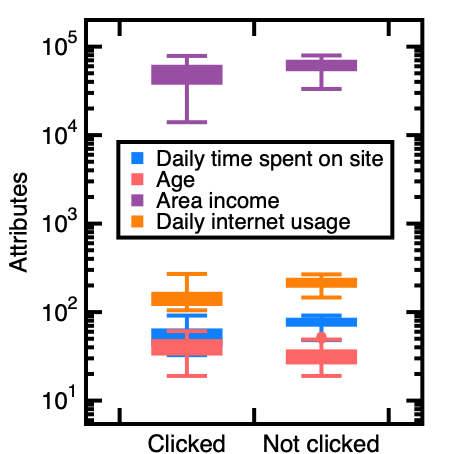 10^5
10^4
10^3
10^2
10^1
Attributes
Daily time spent on site
Age
Area income
Daily internet usage
Clicked
Not clicked